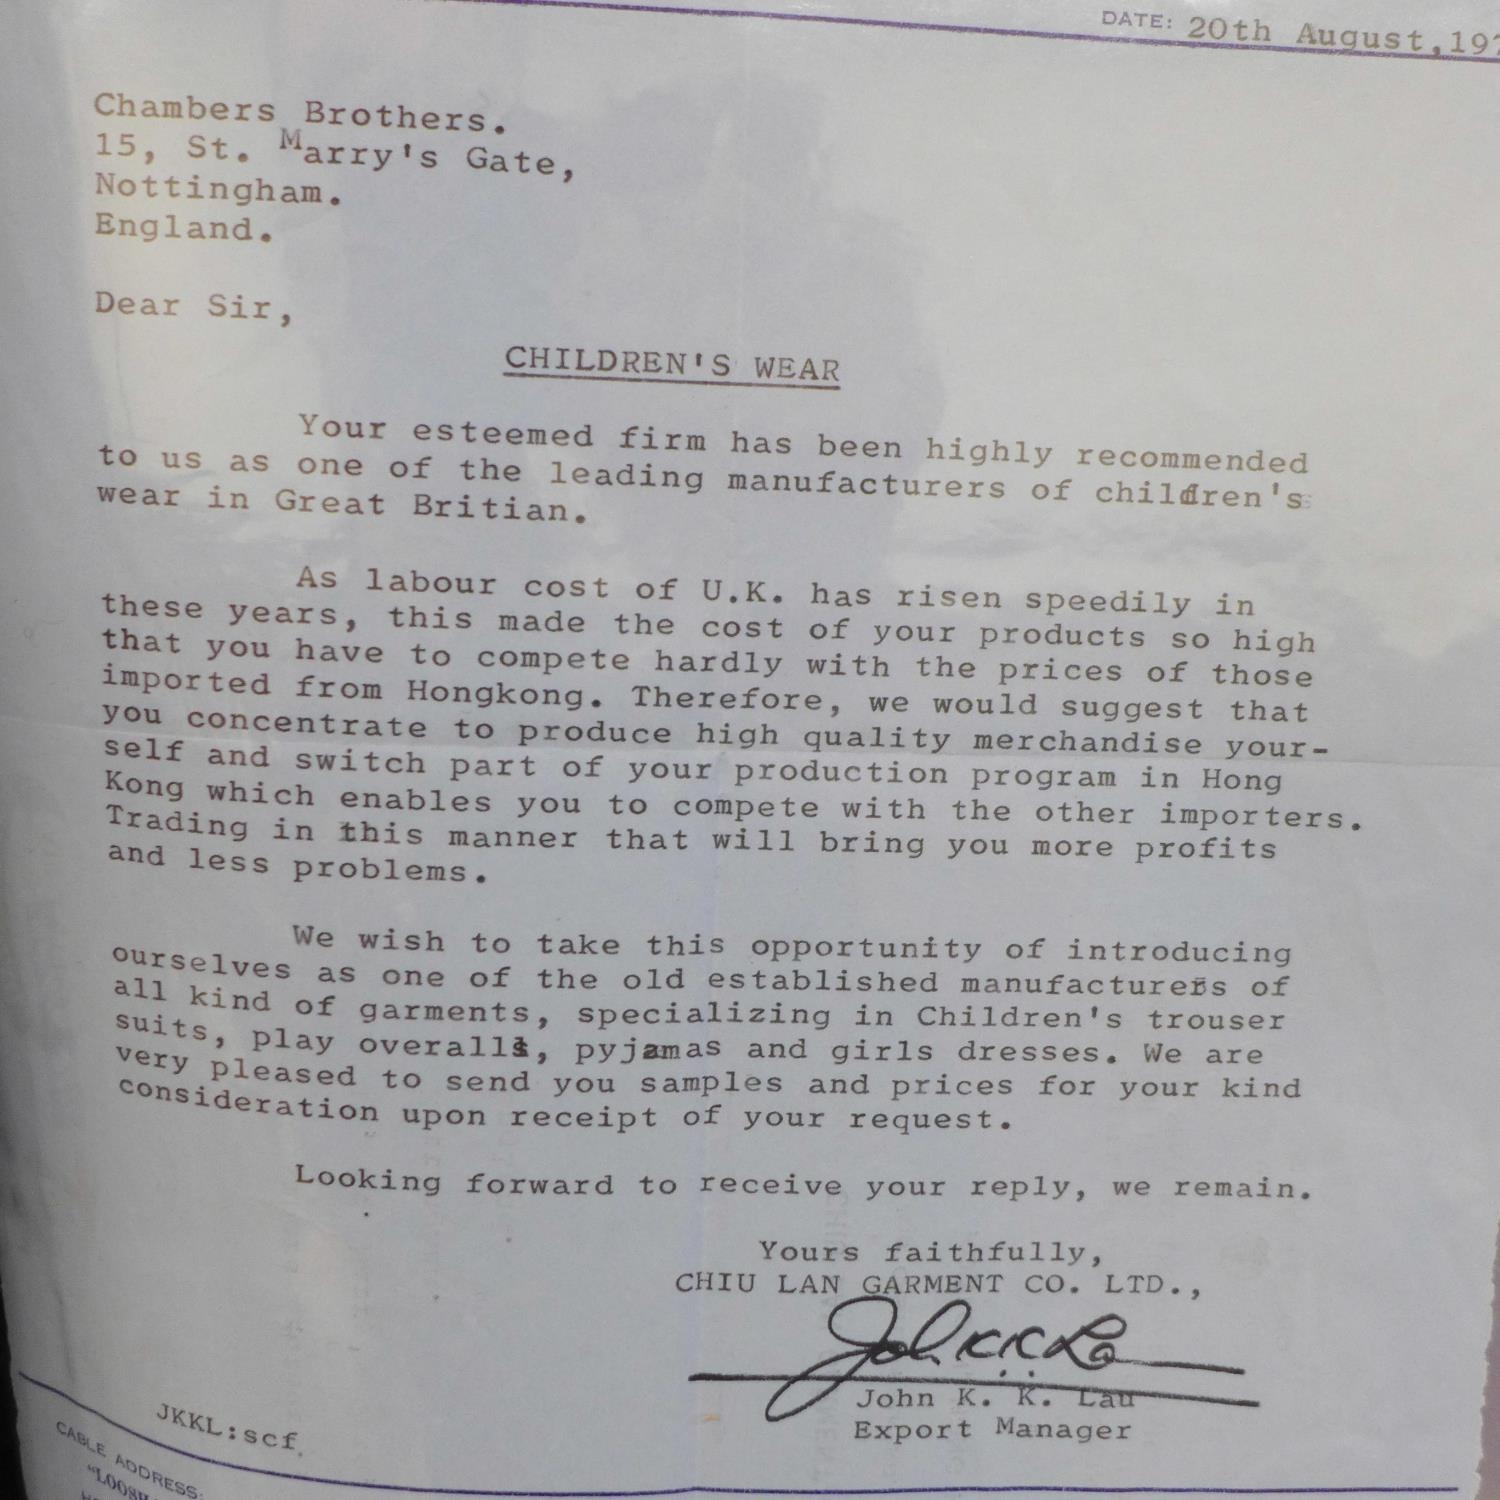 DATE: 20th August, 197
Chambers Brothers.
15, St. Marry's Gate,
Nottingham.
England.
Dear Sir,
CHILDREN'S WEAR
Your esteemed firm has been highly recommended
to us as one of the leading manufacturers of children's
wear in Great Britian.
As labour cost of U.K. has risen speedily in
these years, this made the cost of your products so high
that you have to compete hardly with the prices of those
imported from Hongkong. Therefore, we would suggest that
you concentrate to produce high quality merchandise your-
self and switch part of your production program in Hong
Kong which enables you to compete with the other importers.
Trading in this manner that will bring you more profits
and less problems.
We wish to take this opportunity of introducing
ourselves as one of the old established manufacturers of
all kind of garments, specializing in Children's trouser
suits, play overalls, pyjamas and girls dresses. We are
very pleased to send you samples and prices for your kind
consideration upon receipt of your request.
Looking forward to receive your reply, we remain.
Yours faithfully,
CHIU LAN GARMENT CO. LTD.,
John K. K. Lau
John K. K. Lau
Export Manager
JKKL:scf.
CABLE ADDRESS: